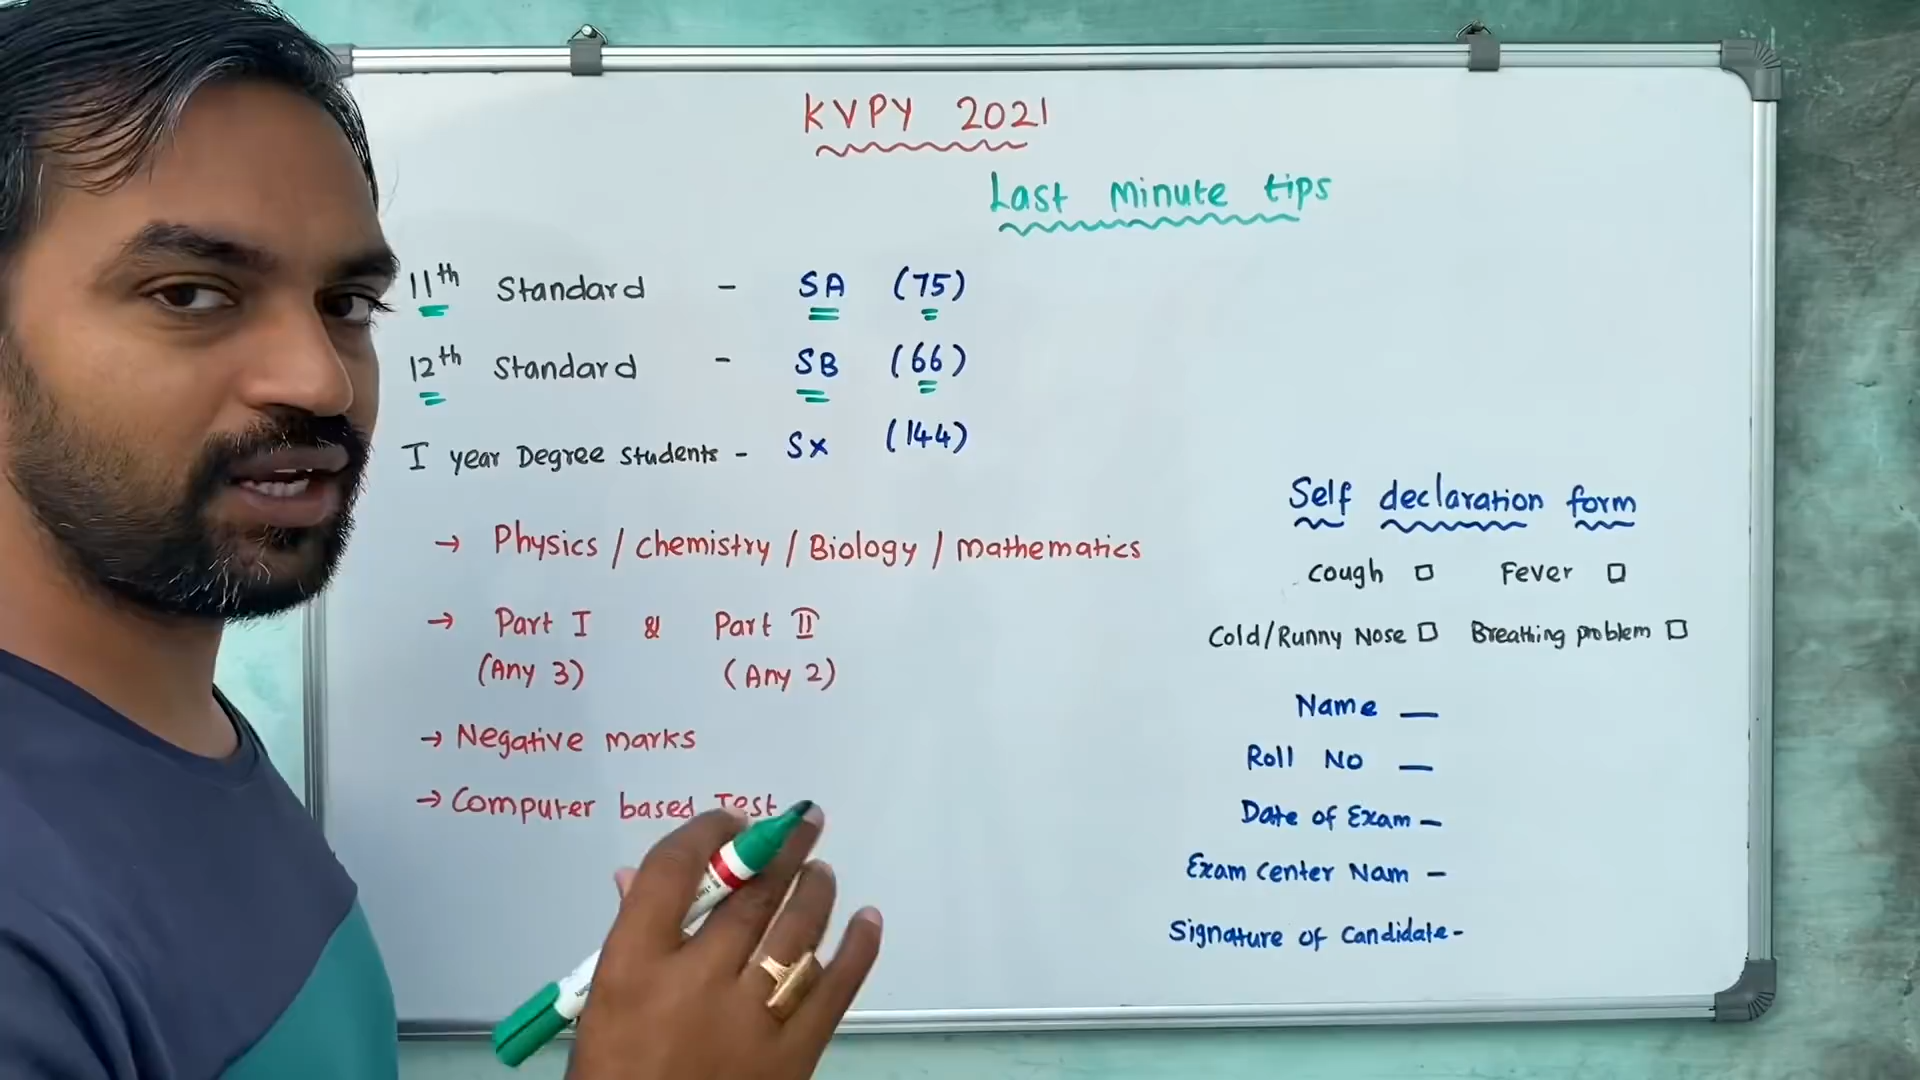 KVPY 2021
Last Minute tips
11th Standard - SA (75)
12th Standard - SB (66)
I year Degree Students - Sx (144)
→ Physics / Chemistry / Biology / Mathematics
→ Part I & Part II
(Any 3) (Any 2)
→ Negative marks
→ Computer based Test
Self declaration form
Cough □ Fever □
Cold/Runny Nose □ Breathing problem □
Name —
Roll No —
Date of Exam —
Exam Center Nam —
Signature of Candidate -